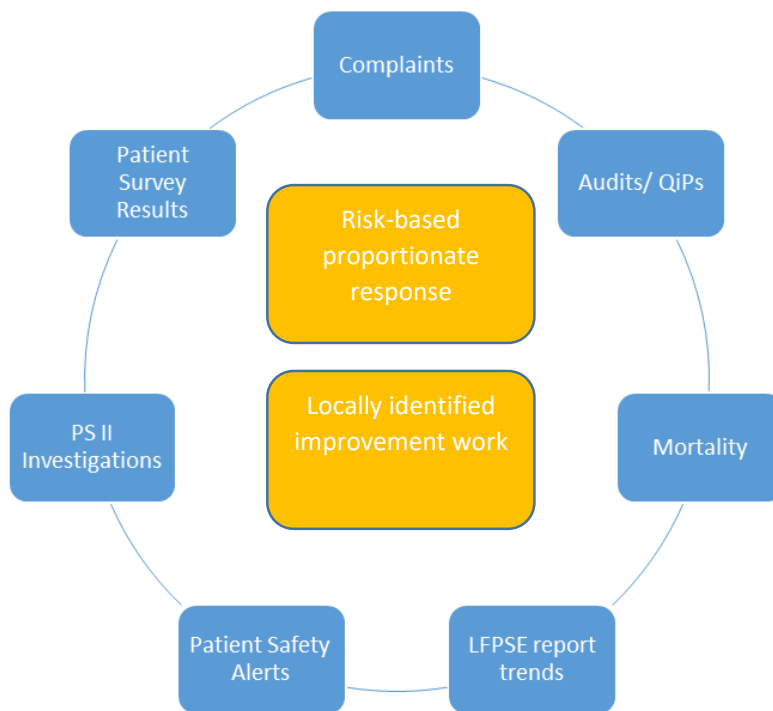 Complaints
Patient
Survey
Results
Audits/ QiPs
Risk-based
proportionate
response
Locally identified
improvement work
PS II
Investigations
Mortality
Patient Safety
Alerts
LFPSE report
trends